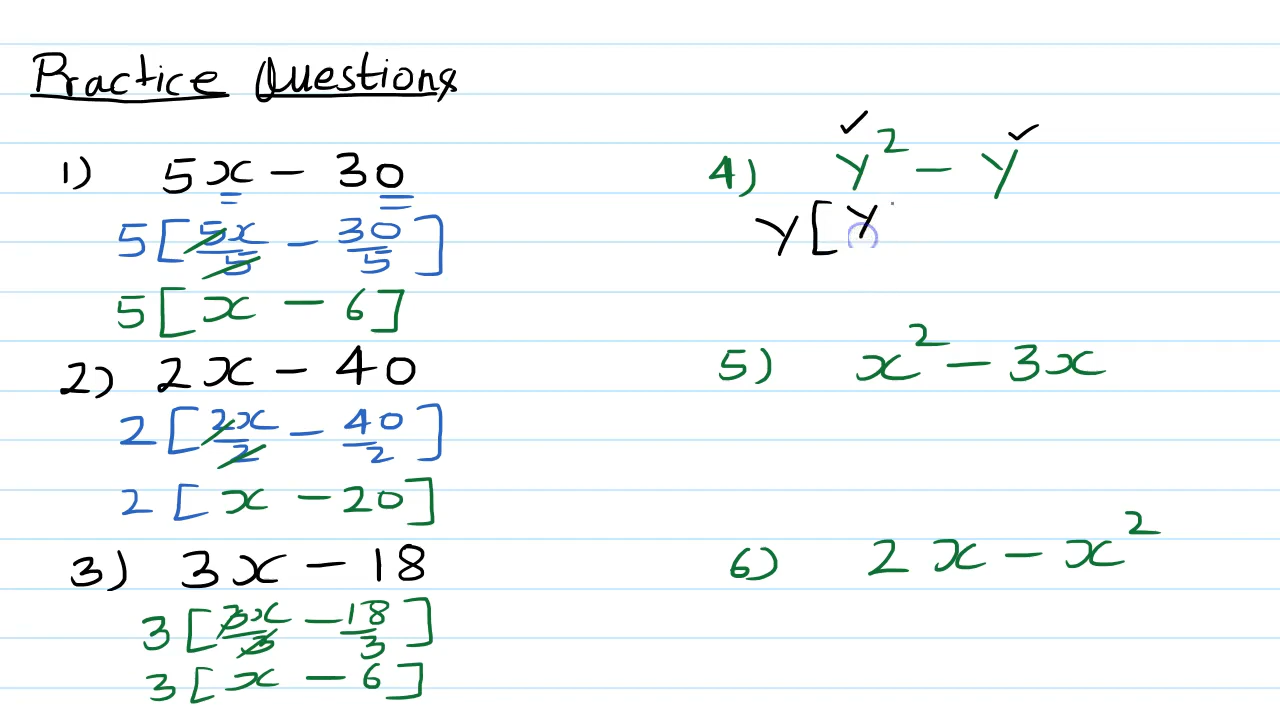 Practice Questions
1) 5x - 30
5[5x/5 - 30/5]
5[x - 6]
2) 2x - 40
2[2x/2 - 40/2]
2[x - 20]
3) 3x - 18
3[3x/3 - 18/3]
3[x - 6]
4) y² - y
y[y
5) x² - 3x
6) 2x - x²